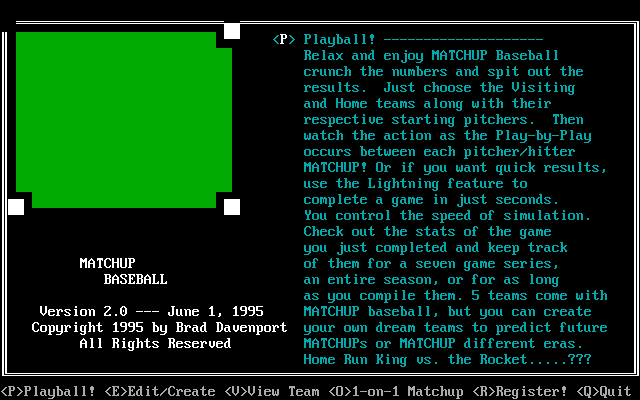 <P> Playball! --------------------
Relax and enjoy MATCHUP Baseball
crunch the numbers and spit out the
results.  Just choose the Visiting
and Home teams along with their
respective starting pitchers.  Then
watch the action as the Play-by-Play
occurs between each pitcher/hitter
MATCHUP! Or if you want quick results,
use the Lightning feature to
complete a game in just seconds.
You control the speed of simulation.
Check out the stats of the game
you just completed and keep track
of them for a seven game series,
an entire season, or for as long
as you compile them. 5 teams come with
MATCHUP baseball, but you can create
your own dream teams to predict future
MATCHUPs or MATCHUP different eras.
Home Run King vs. the Rocket.....???
MATCHUP
BASEBALL
Version 2.0 --- June 1, 1995
Copyright 1995 by Brad Davenport
All Rights Reserved
<P>Playball! <E>Edit/Create <V>View Team <O>1-on-1 Matchup <R>Register! <Q>Quit